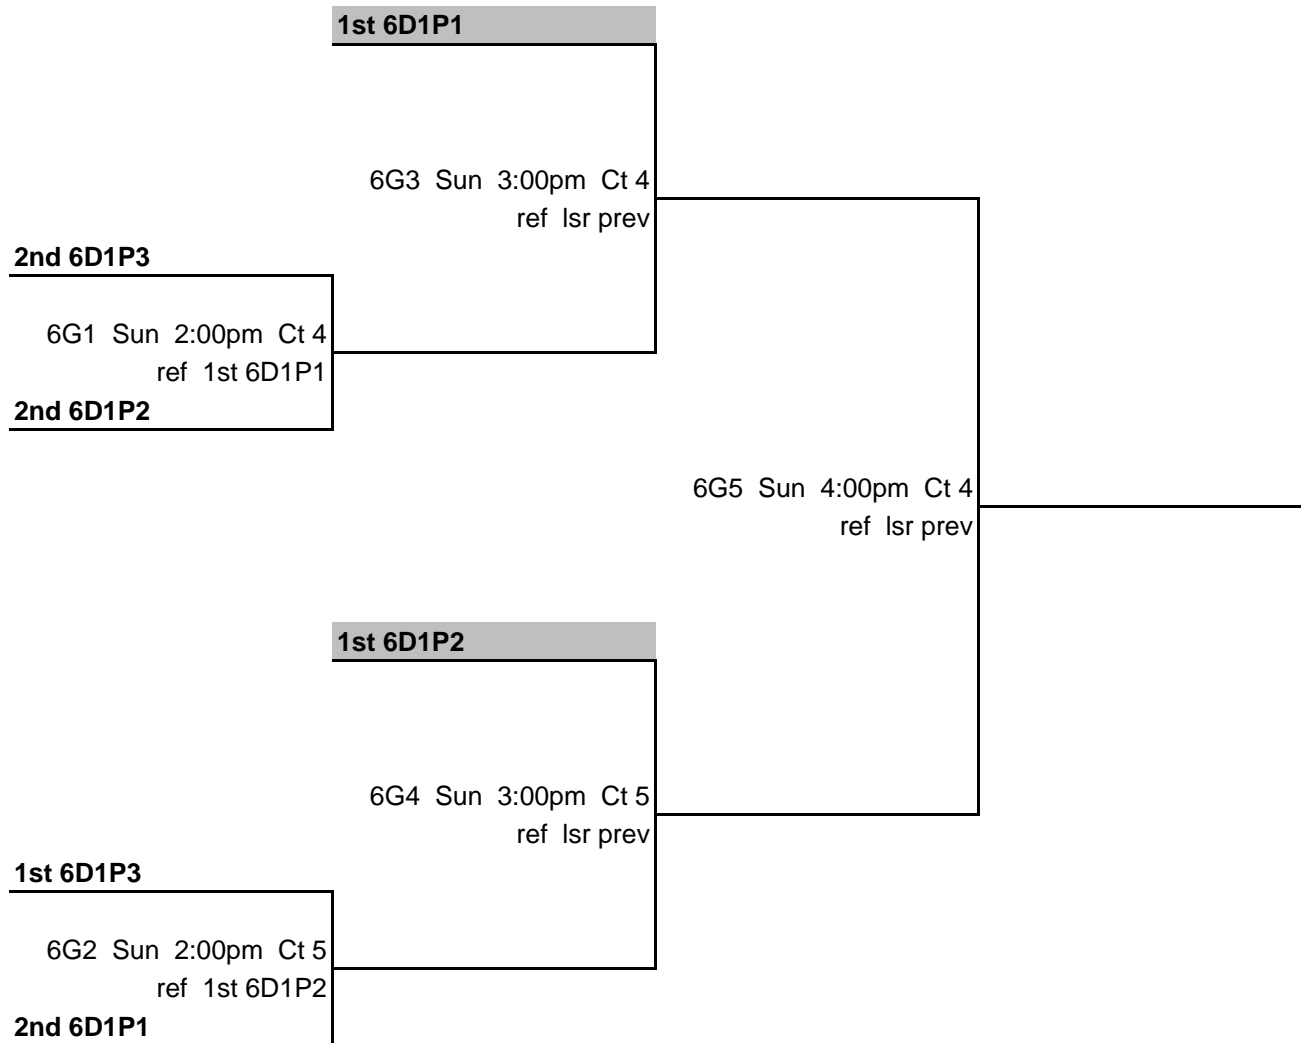 1st 6D1P1
6G3 Sun 3:00pm Ct 4
ref lsr prev
2nd 6D1P3
6G1 Sun 2:00pm Ct 4
ref 1st 6D1P1
2nd 6D1P2
6G5 Sun 4:00pm Ct 4
ref lsr prev
1st 6D1P2
6G4 Sun 3:00pm Ct 5
ref lsr prev
1st 6D1P3
6G2 Sun 2:00pm Ct 5
ref 1st 6D1P2
2nd 6D1P1